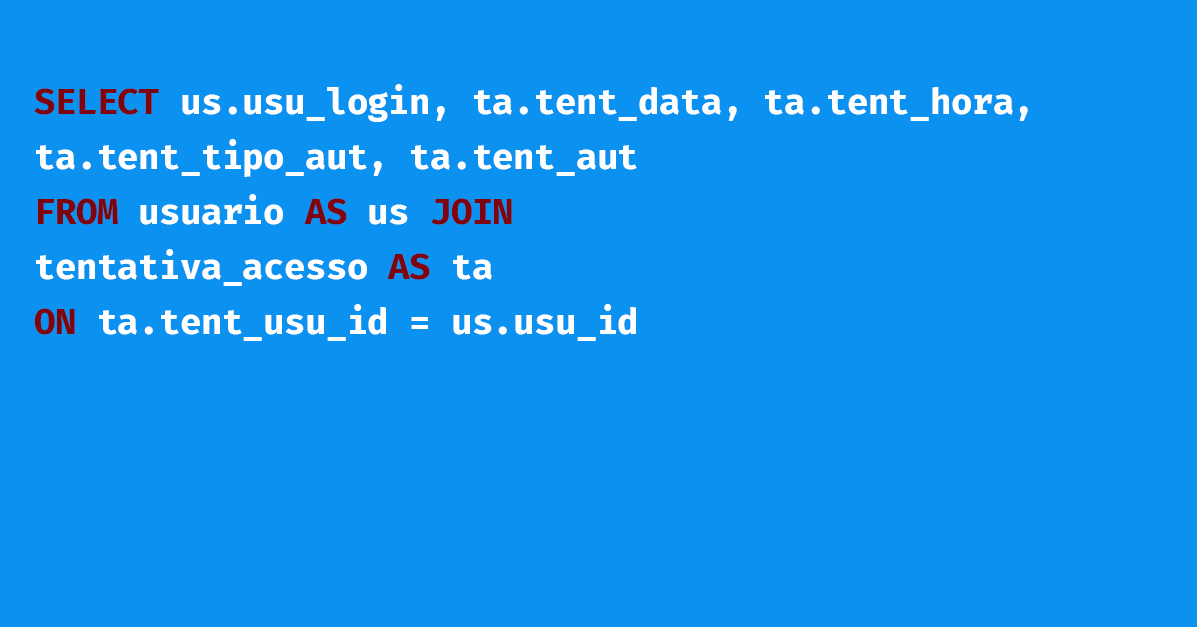 SELECT us.usu_login, ta.tent_data, ta.tent_hora,
ta.tent_tipo_aut, ta.tent_aut
FROM usuario AS us JOIN
tentativa_acesso AS ta
ON ta.tent_usu_id = us.usu_id